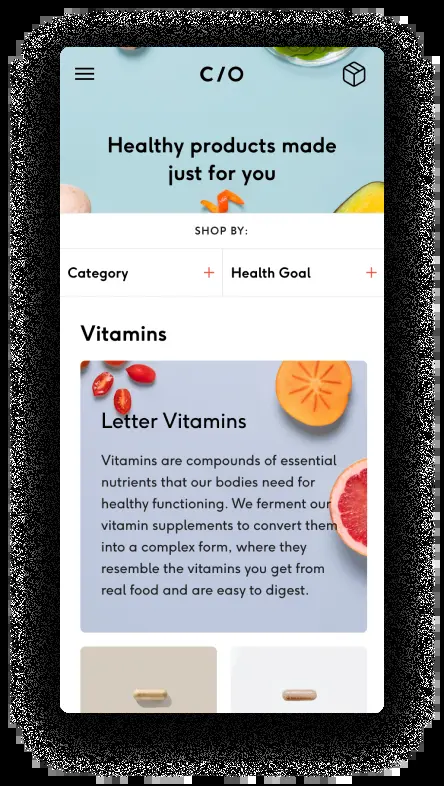 C/O
Healthy products made
just for you
SHOP BY:
Category +
Health Goal +
Vitamins
Letter Vitamins
Vitamins are compounds of essential
nutrients that our bodies need for
healthy functioning. We ferment our
vitamin supplements to convert them
into a complex form, where they
resemble the vitamins you get from
real food and are easy to digest.